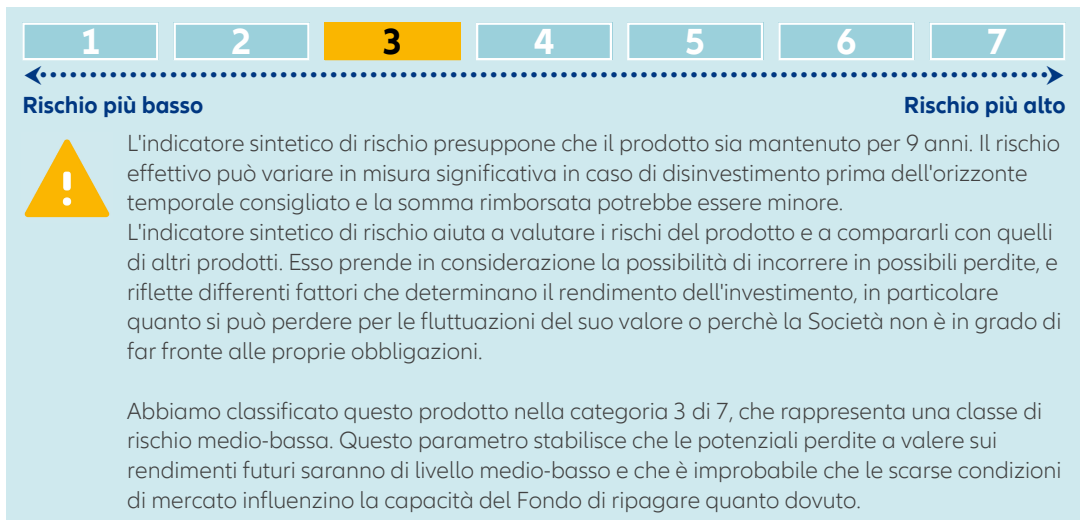 1 2 3 4 5 6 7
Rischio più basso Rischio più alto
L'indicatore sintetico di rischio presuppone che il prodotto sia mantenuto per 9 anni. Il rischio
effettivo può variare in misura significativa in caso di disinvestimento prima dell'orizzonte
temporale consigliato e la somma rimborsata potrebbe essere minore.
L'indicatore sintetico di rischio aiuta a valutare i rischi del prodotto e a compararli con quelli
di altri prodotti. Esso prende in considerazione la possibilità di incorrere in possibili perdite, e
riflette differenti fattori che determinano il rendimento dell'investimento, in particolare
quanto si può perdere per le fluttuazioni del suo valore o perchè la Società non è in grado di
far fronte alle proprie obbligazioni.
Abbiamo classificato questo prodotto nella categoria 3 di 7, che rappresenta una classe di
rischio medio-bassa. Questo parametro stabilisce che le potenziali perdite a valere sui
rendimenti futuri saranno di livello medio-basso e che è improbabile che le scarse condizioni
di mercato influenzino la capacità del Fondo di ripagare quanto dovuto.